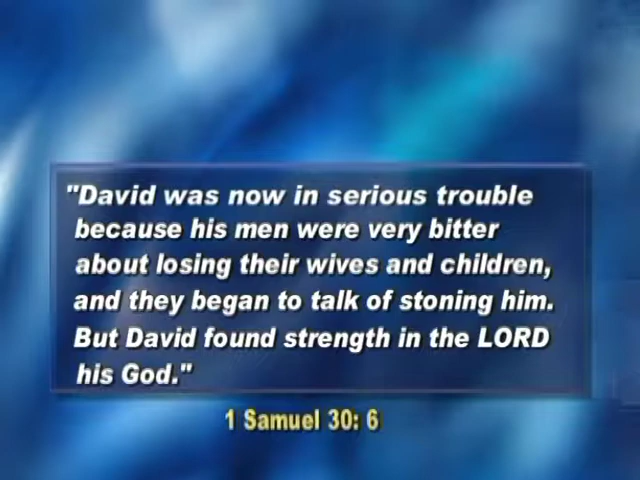 "David was now in serious trouble
because his men were very bitter
about losing their wives and children,
and they began to talk of stoning him.
But David found strength in the LORD
his God."
1 Samuel 30: 6